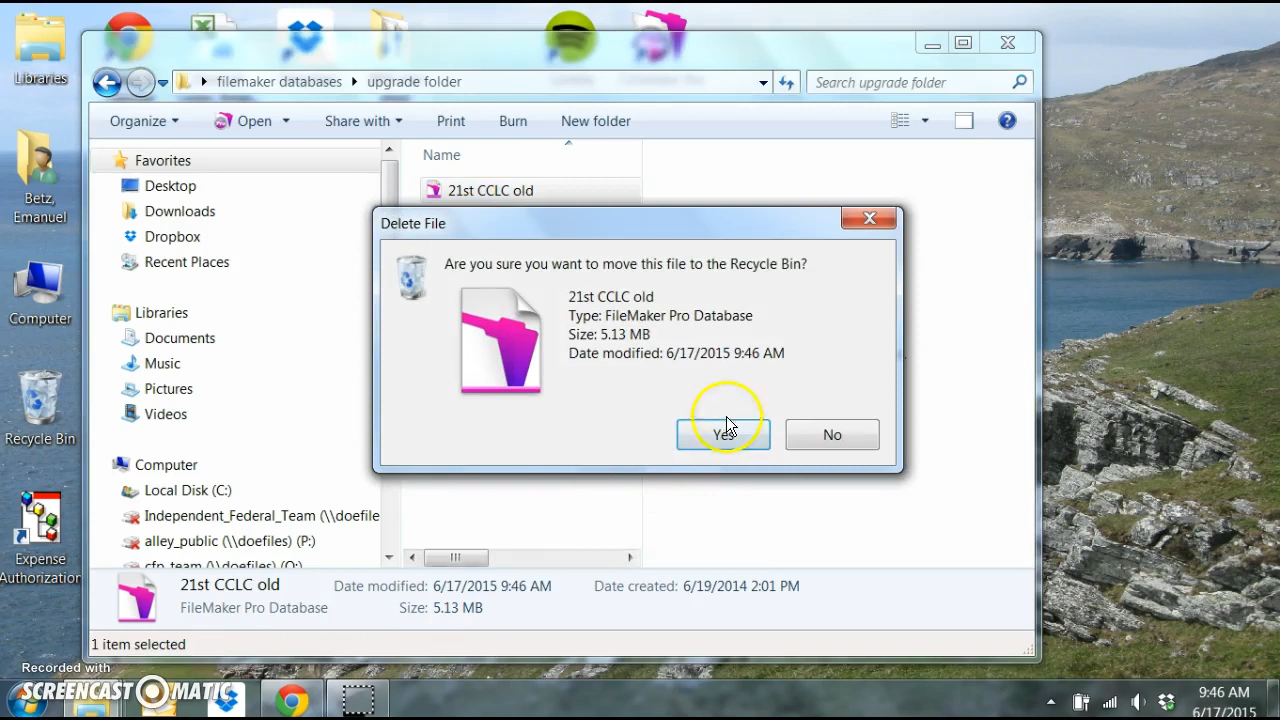 Libraries
Betz,
Emanuel
Computer
Recycle Bin
Expense
Authorization
filemaker databases
upgrade folder
Search upgrade folder
Organize
Open
Share with
Print
Burn
New folder
Favorites
Desktop
Downloads
Dropbox
Recent Places
Libraries
Documents
Music
Pictures
Videos
Computer
Local Disk (C:)
Independent_Federal_Team (\\doefile
alley_public (\\doefiles) (P:)
cfp_team (\\doefiles) (Q:)
Name
21st CCLC old
Delete File
Are you sure you want to move this file to the Recycle Bin?
21st CCLC old
Type: FileMaker Pro Database
Size: 5.13 MB
Date modified: 6/17/2015 9:46 AM
Yes
No
21st CCLC old
Date modified: 6/17/2015 9:46 AM
Date created: 6/19/2014 2:01 PM
FileMaker Pro Database
Size: 5.13 MB
1 item selected
Recorded with
SCREENCAST-O-MATIC
9:46 AM
6/17/2015